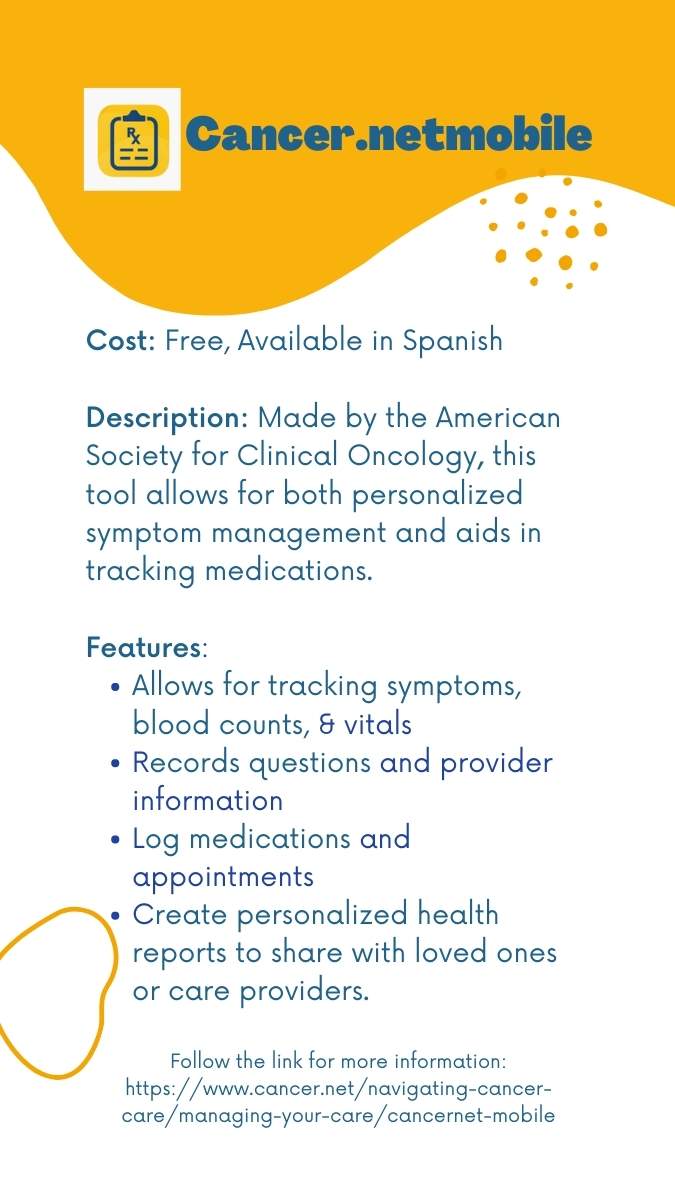 Rx
Cancer.netmobile
Cost: Free, Available in Spanish
Description: Made by the American
Society for Clinical Oncology, this
tool allows for both personalized
symptom management and aids in
tracking medications.
Features:
• Allows for tracking symptoms,
blood counts, & vitals
• Records questions and provider
information
• Log medications and
appointments
• Create personalized health
reports to share with loved ones
or care providers.
Follow the link for more information:
https://www.cancer.net/navigating-cancer-
care/managing-your-care/cancernet-mobile